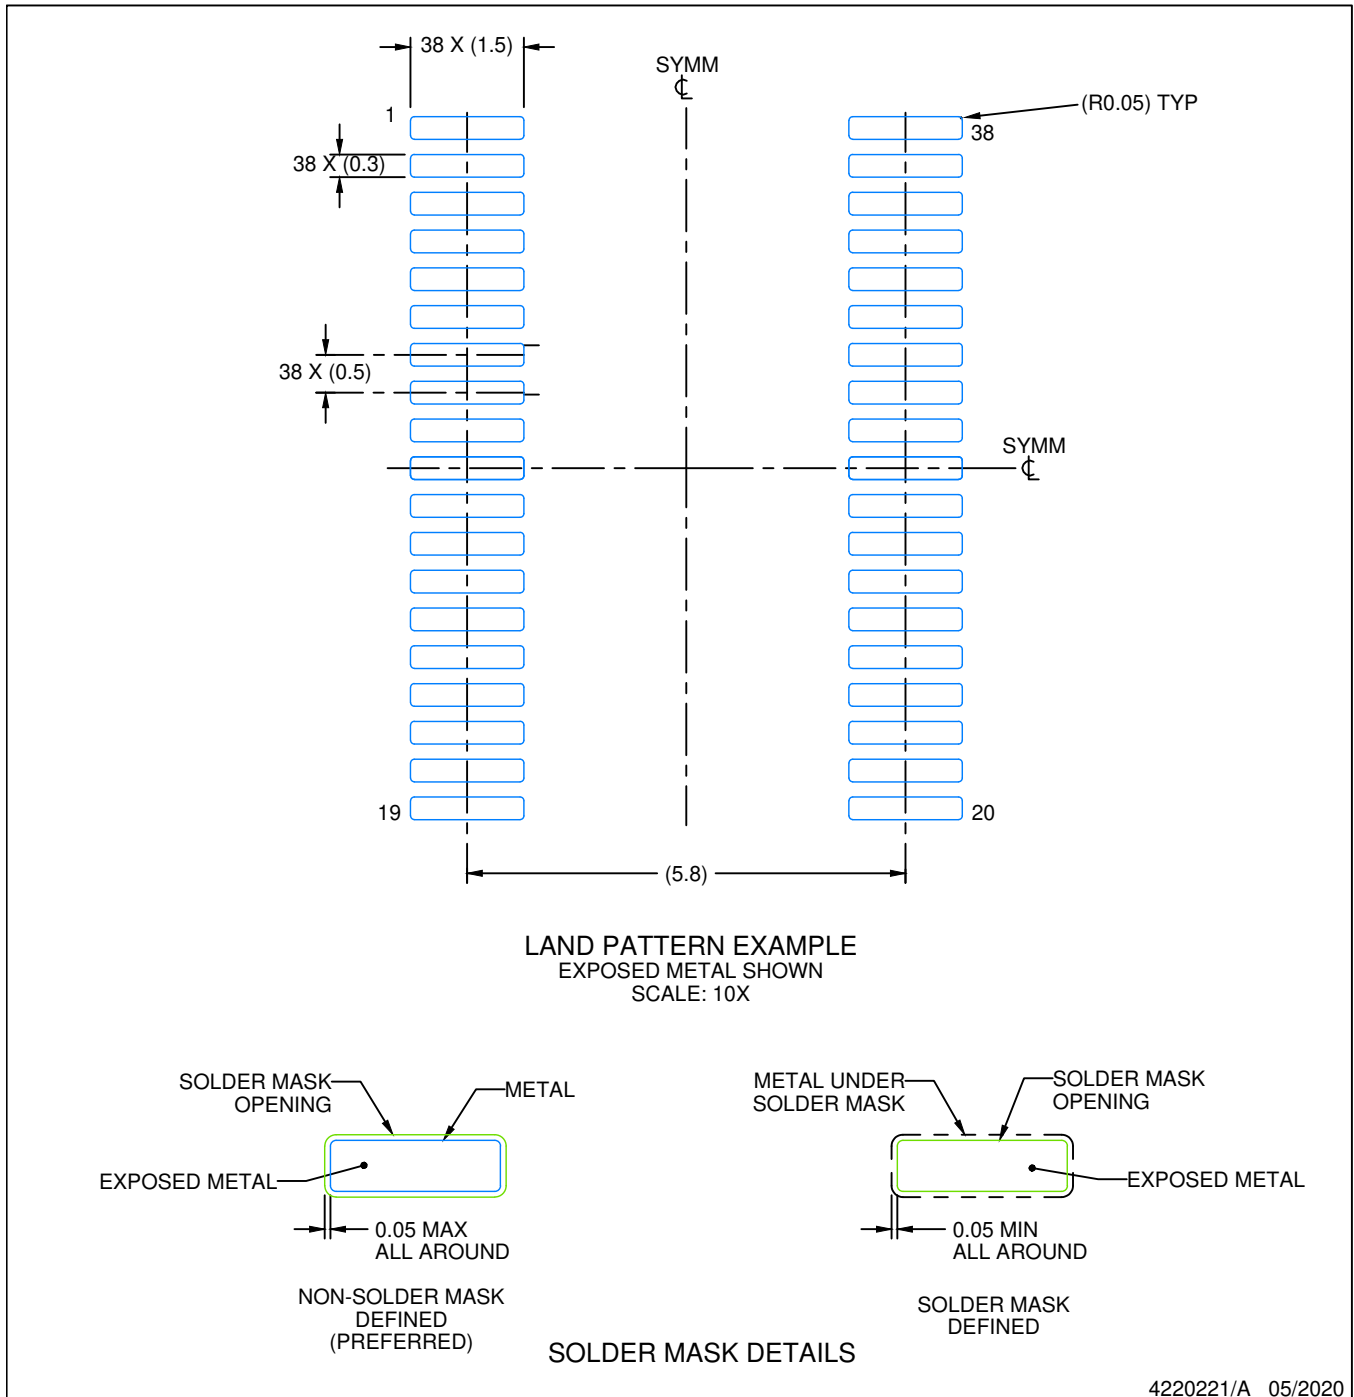 38 X (1.5)
SYMM
℄
(R0.05) TYP
1
38
38 X (0.3)
38 X (0.5)
SYMM
℄
19
20
(5.8)
LAND PATTERN EXAMPLE
EXPOSED METAL SHOWN
SCALE: 10X
SOLDER MASK
OPENING
METAL
EXPOSED METAL
0.05 MAX
ALL AROUND
NON-SOLDER MASK
DEFINED
(PREFERRED)
METAL UNDER
SOLDER MASK
SOLDER MASK
OPENING
EXPOSED METAL
0.05 MIN
ALL AROUND
SOLDER MASK
DEFINED
SOLDER MASK DETAILS
4220221/A 05/2020